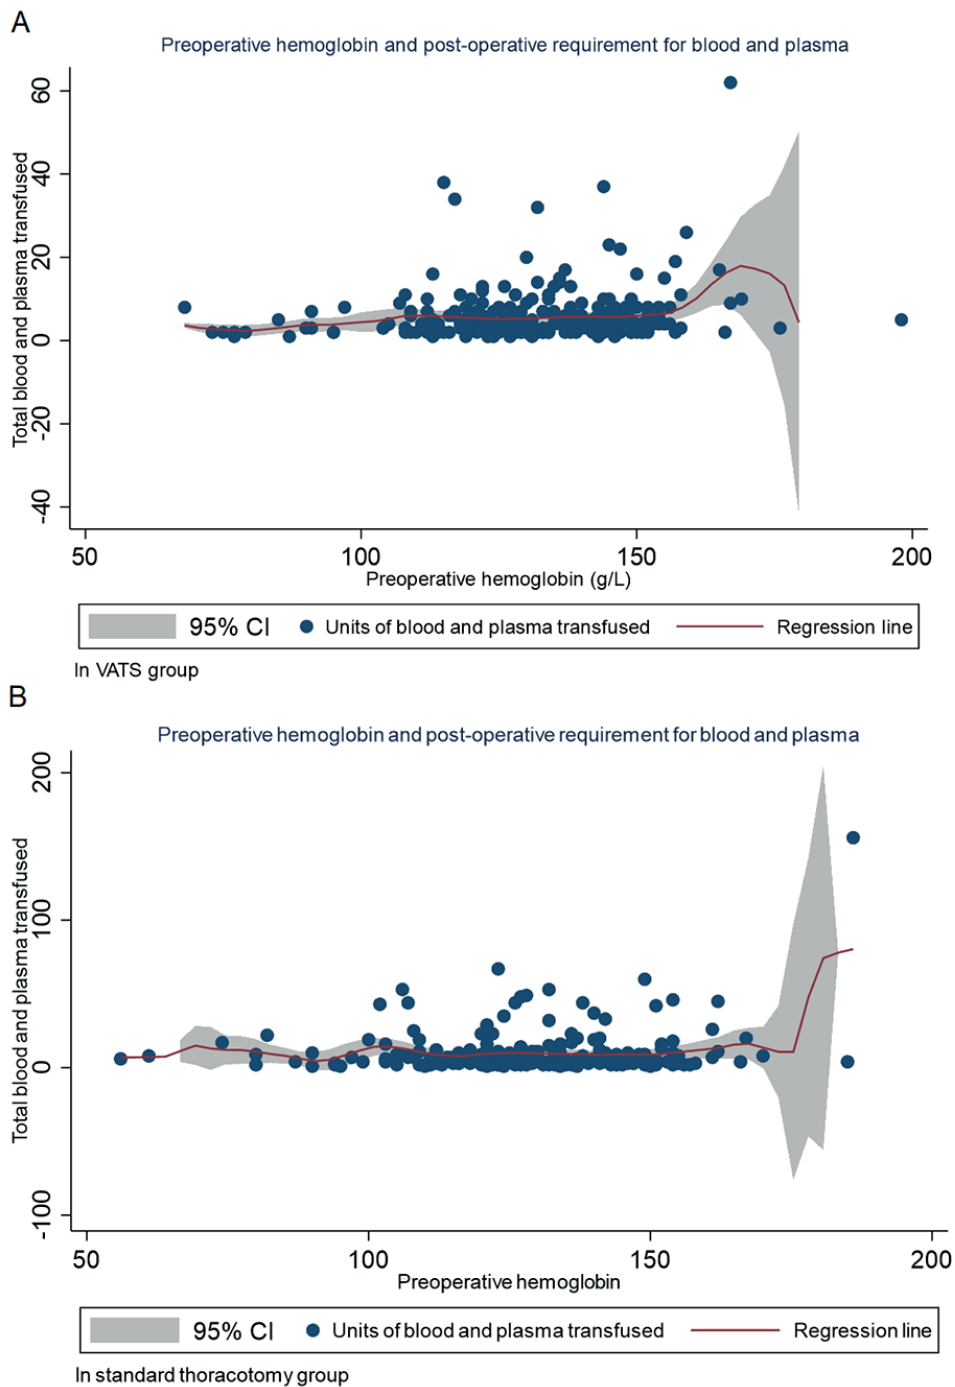 A
Preoperative hemoglobin and post-operative requirement for blood and plasma
Total blood and plasma transfused
60
40
20
0
-20
-40
50 100 150 200
Preoperative hemoglobin (g/L)
95% CI Units of blood and plasma transfused Regression line
In VATS group
B
Preoperative hemoglobin and post-operative requirement for blood and plasma
Total blood and plasma transfused
200
100
0
-100
50 100 150 200
Preoperative hemoglobin
95% CI Units of blood and plasma transfused Regression line
In standard thoracotomy group